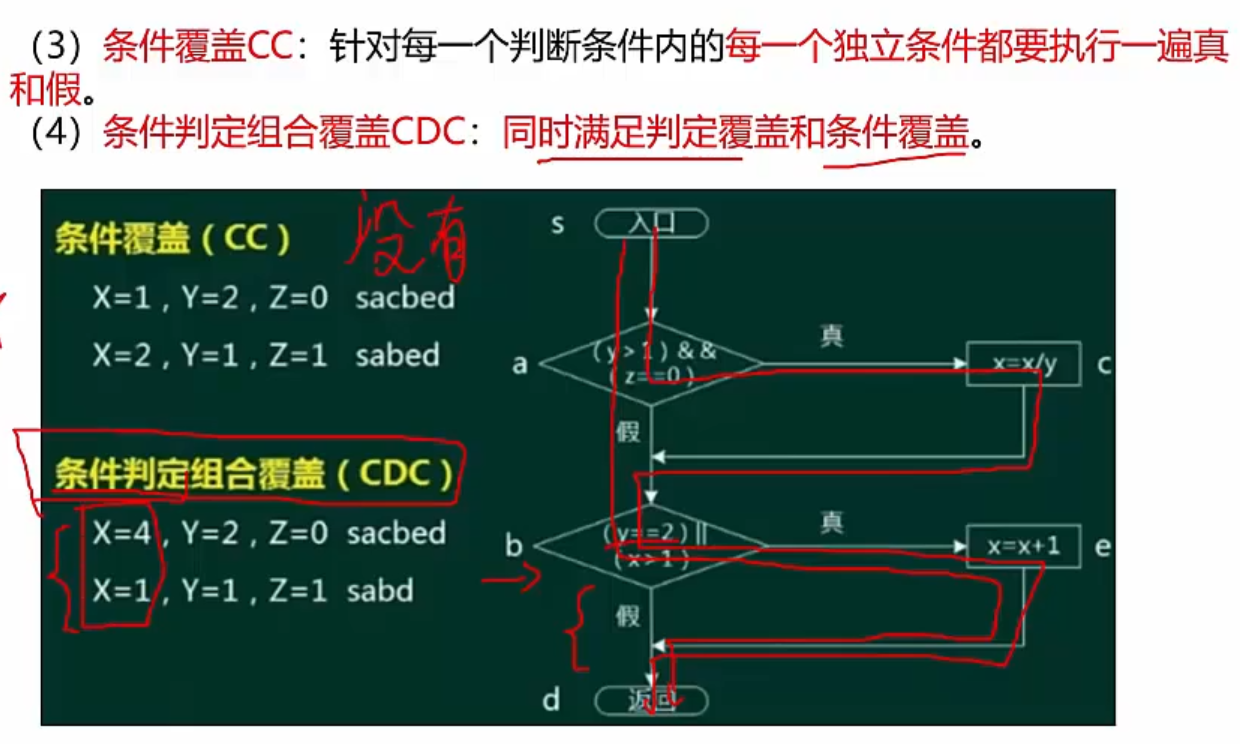 （3）条件覆盖CC：针对每一个判断条件内的每一个独立条件都要执行一遍真
和假。
（4）条件判定组合覆盖CDC：同时满足判定覆盖和条件覆盖。
条件覆盖（CC）
没有
X=1，Y=2，Z=0 sacbed
X=2，Y=1，Z=1 sabed
条件判定组合覆盖（CDC）
X=4，Y=2，Z=0 sacbed
X=1，Y=1，Z=1 sabd
s
入口
a
（y>1）&&
（z==0）
真
x=x/y
c
假
b
（y==2）||
（x>1）
真
x=x+1
e
假
d
返回